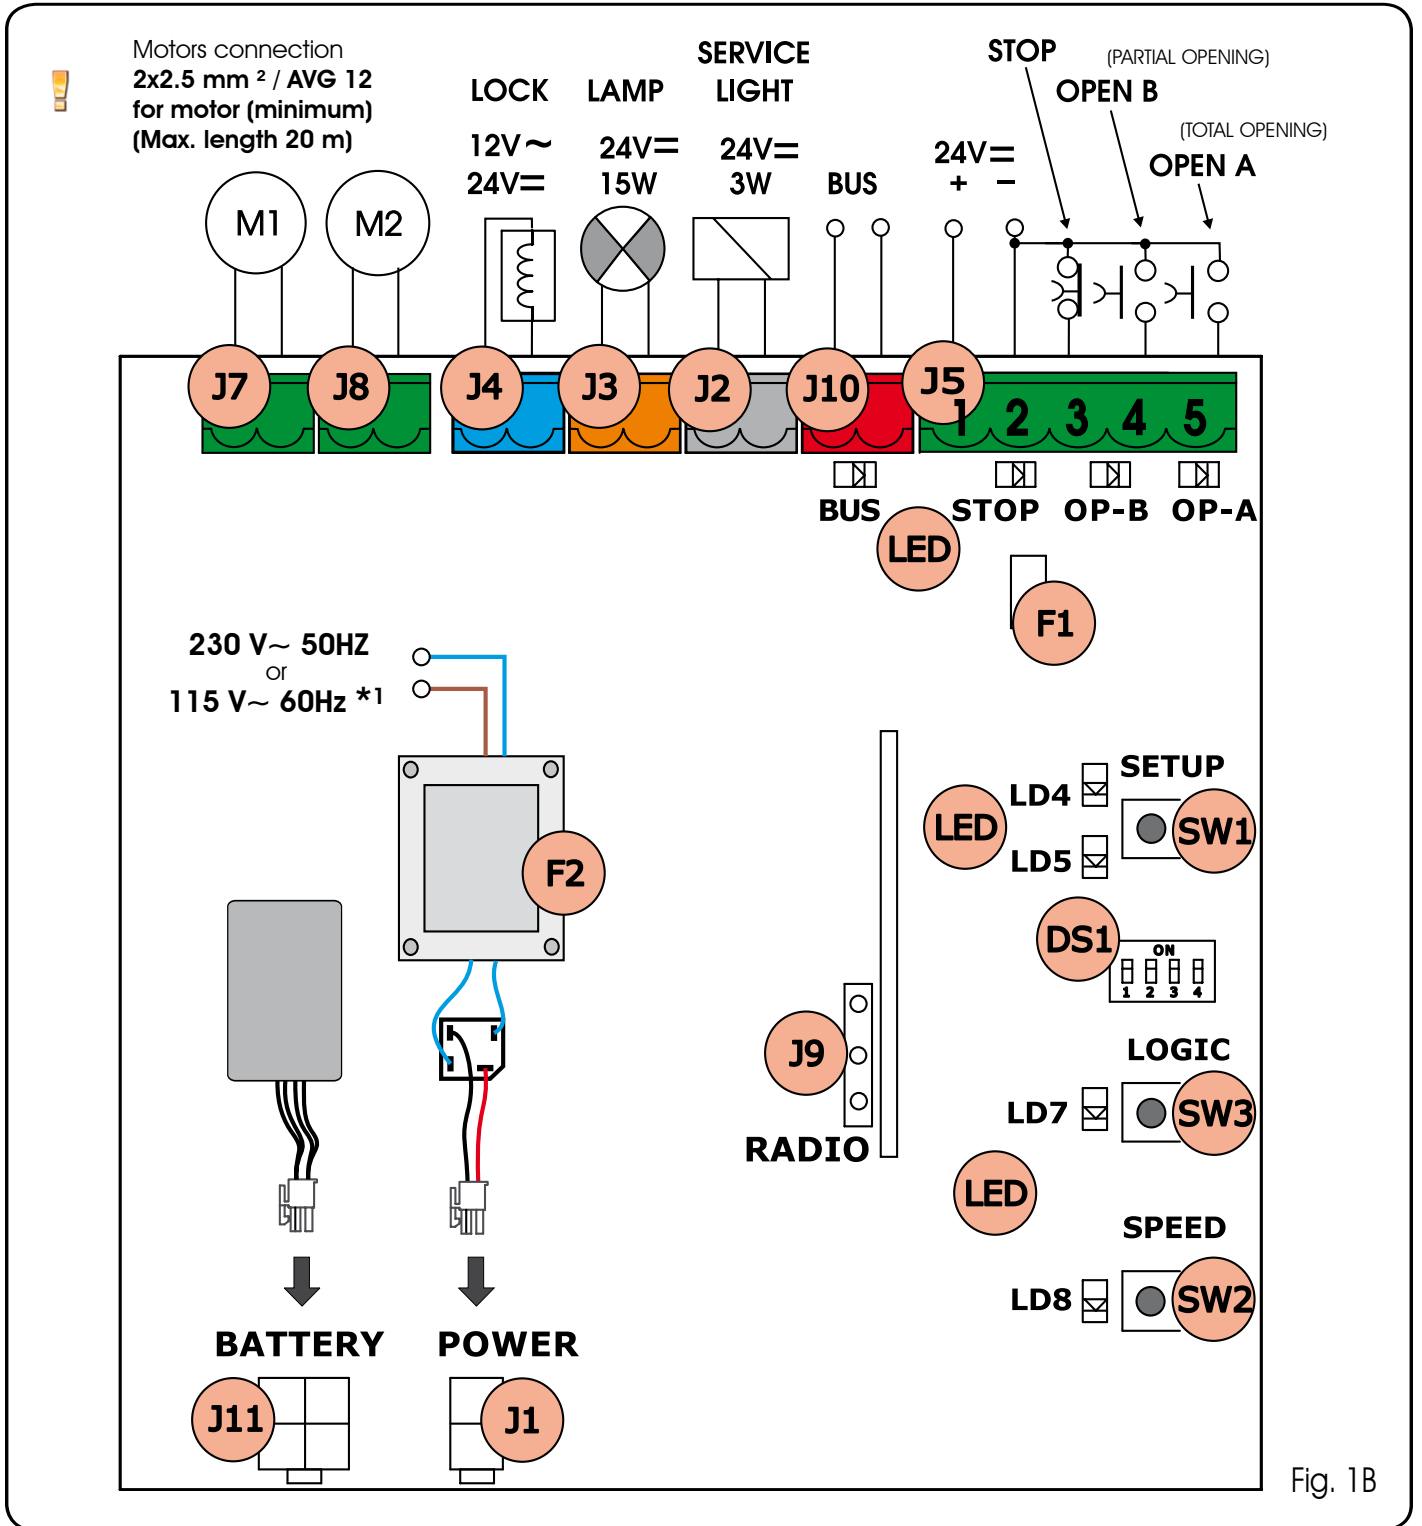 Motors connection
2x2.5 mm ² / AVG 12
for motor (minimum)
(Max. length 20 m)
LOCK
12V~
24V=
LAMP
24V=
15W
SERVICE
LIGHT
24V=
3W
BUS
24V=
+ −
STOP
(PARTIAL OPENING)
OPEN B
(TOTAL OPENING)
OPEN A
M1
M2
J7
J8
J4
J3
J2
J10
J5
1 2 3 4 5
BUS
STOP
OP-B
OP-A
LED
F1
230 V~ 50HZ
or
115 V~ 60Hz *1
F2
LD4
SETUP
LED
SW1
LD5
DS1
ON
1 2 3 4
J9
RADIO
LOGIC
LD7
SW3
LED
SPEED
LD8
SW2
BATTERY
POWER
J11
J1
Fig. 1B